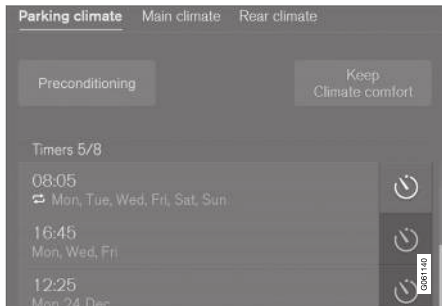 Parking climate Main climate Rear climate
Preconditioning
Keep
Climate comfort
Timers 5/8
08:05
Mon, Tue, Wed, Fri, Sat, Sun
16:45
Mon, Wed, Fri
12:25
Mon 24 Dec
G061140